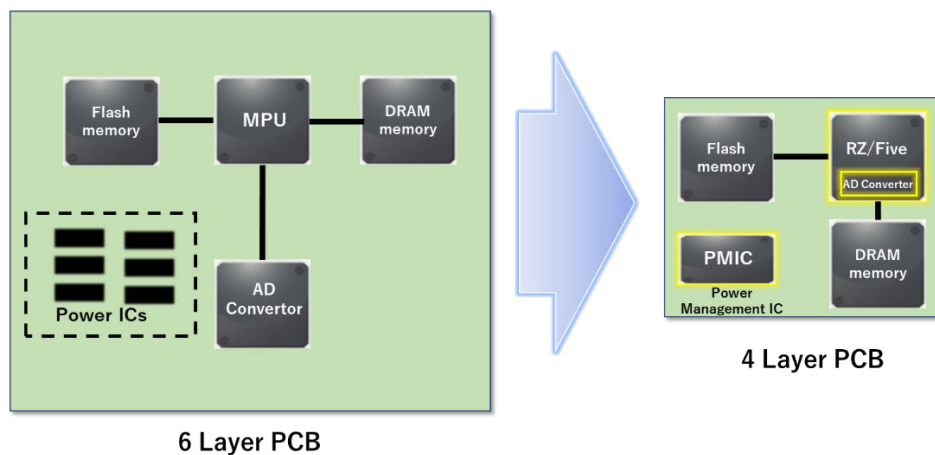 Flash
memory
MPU
DRAM
memory
Power ICs
AD
Convertor
6 Layer PCB
Flash
memory
RZ/Five
AD Converter
PMIC
Power
Management IC
DRAM
memory
4 Layer PCB